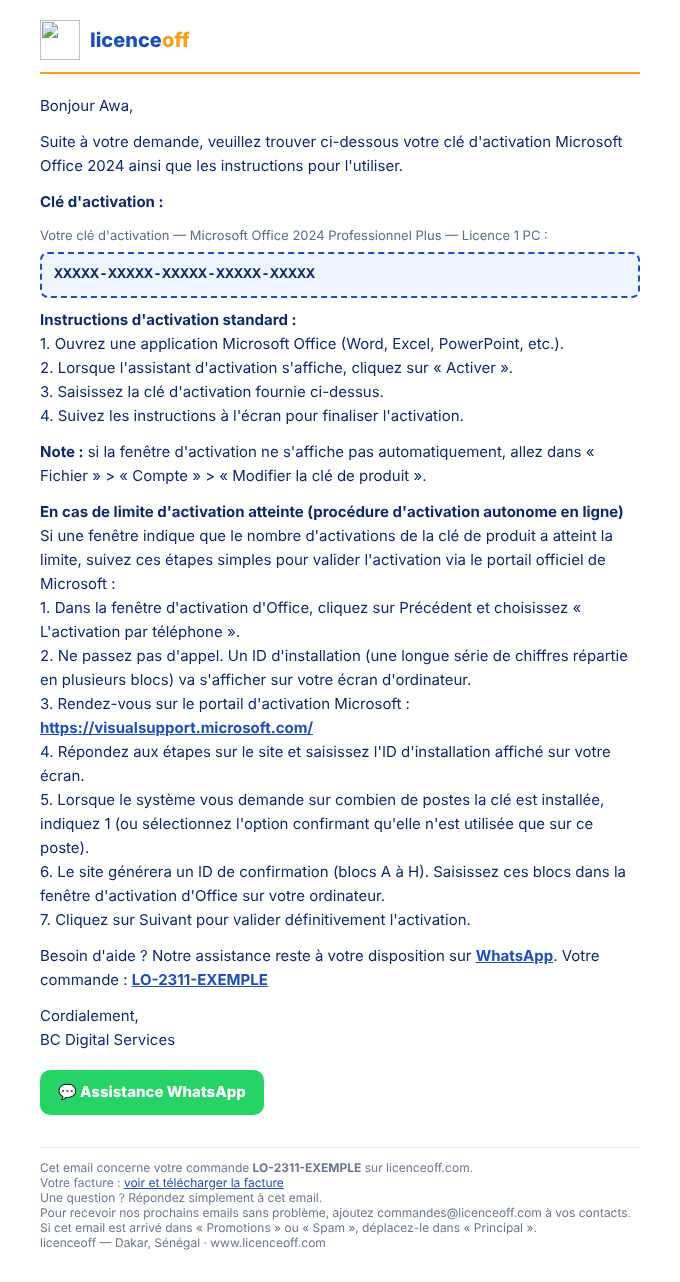 licenceoff
Bonjour Awa,
Suite à votre demande, veuillez trouver ci-dessous votre clé d'activation Microsoft
Office 2024 ainsi que les instructions pour l'utiliser.
Clé d'activation :
Votre clé d'activation — Microsoft Office 2024 Professionnel Plus — Licence 1 PC :
XXXXX-XXXXX-XXXXX-XXXXX-XXXXX
Instructions d'activation standard :
1. Ouvrez une application Microsoft Office (Word, Excel, PowerPoint, etc.).
2. Lorsque l'assistant d'activation s'affiche, cliquez sur « Activer ».
3. Saisissez la clé d'activation fournie ci-dessus.
4. Suivez les instructions à l'écran pour finaliser l'activation.
Note : si la fenêtre d'activation ne s'affiche pas automatiquement, allez dans «
Fichier » > « Compte » > « Modifier la clé de produit ».
En cas de limite d'activation atteinte (procédure d'activation autonome en ligne)
Si une fenêtre indique que le nombre d'activations de la clé de produit a atteint la
limite, suivez ces étapes simples pour valider l'activation via le portail officiel de
Microsoft :
1. Dans la fenêtre d'activation d'Office, cliquez sur Précédent et choisissez «
L'activation par téléphone ».
2. Ne passez pas d'appel. Un ID d'installation (une longue série de chiffres répartie
en plusieurs blocs) va s'afficher sur votre écran d'ordinateur.
3. Rendez-vous sur le portail d'activation Microsoft :
https://visualsupport.microsoft.com/
4. Répondez aux étapes sur le site et saisissez l'ID d'installation affiché sur votre
écran.
5. Lorsque le système vous demande sur combien de postes la clé est installée,
indiquez 1 (ou sélectionnez l'option confirmant qu'elle n'est utilisée que sur ce
poste).
6. Le site générera un ID de confirmation (blocs A à H). Saisissez ces blocs dans la
fenêtre d'activation d'Office sur votre ordinateur.
7. Cliquez sur Suivant pour valider définitivement l'activation.
Besoin d'aide ? Notre assistance reste à votre disposition sur WhatsApp. Votre
commande : LO-2311-EXEMPLE
Cordialement,
BC Digital Services
💬 Assistance WhatsApp
Cet email concerne votre commande LO-2311-EXEMPLE sur licenceoff.com.
Votre facture : voir et télécharger la facture
Une question ? Répondez simplement à cet email.
Pour recevoir nos prochains emails sans problème, ajoutez commandes@licenceoff.com à vos contacts.
Si cet email est arrivé dans « Promotions » ou « Spam », déplacez-le dans « Principal ».
licenceoff — Dakar, Sénégal · www.licenceoff.com